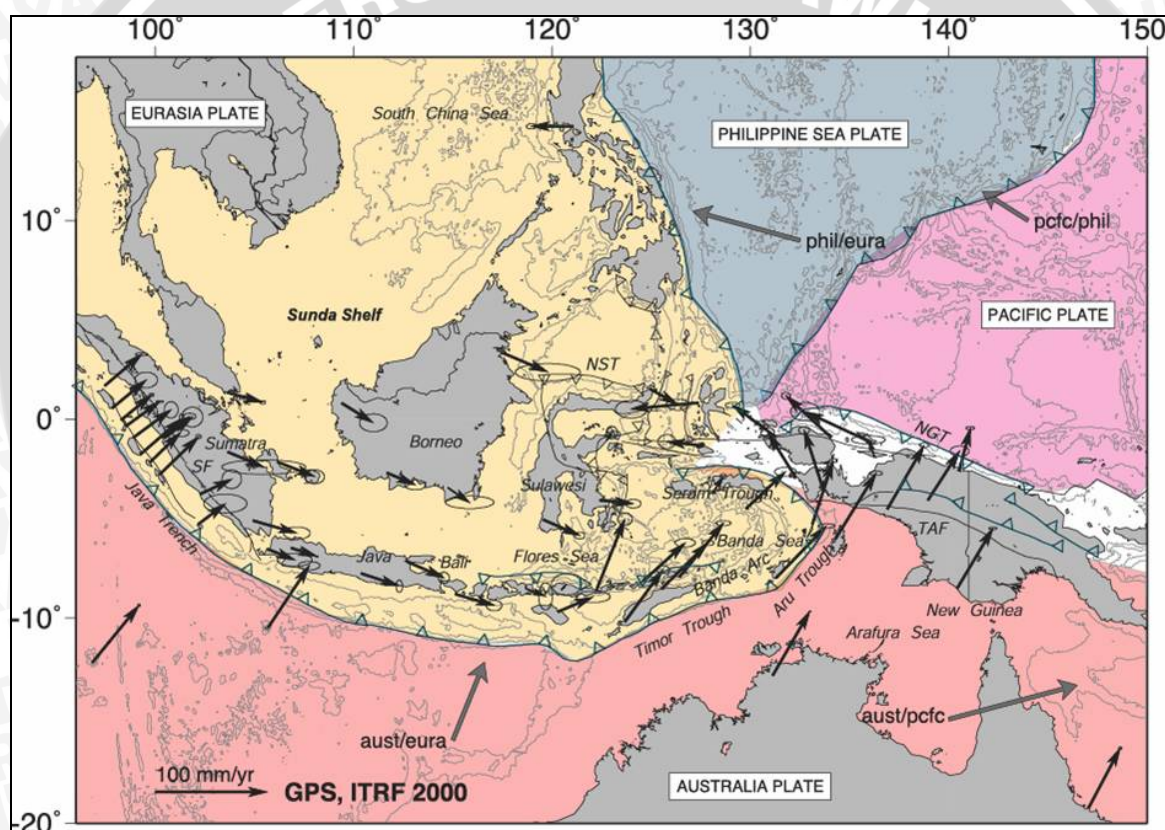 100° 110° 120° 130° 140° 150°
EURASIA PLATE
South China Sea
PHILIPPINE SEA PLATE
10°
phil/eura
pcfc/phil
Sunda Shelf
PACIFIC PLATE
NST
0°
Sumatra
Borneo
NGT
SF
Sulawesi
Seram Trough
Java Trench
TAF
Java
Bali
Flores Sea
Banda Sea
Banda Arc
Aru Trough
-10°
Timor Trough
New Guinea
Arafura Sea
aust/eura
aust/pcfc
100 mm/yr
GPS, ITRF 2000
AUSTRALIA PLATE
-20°